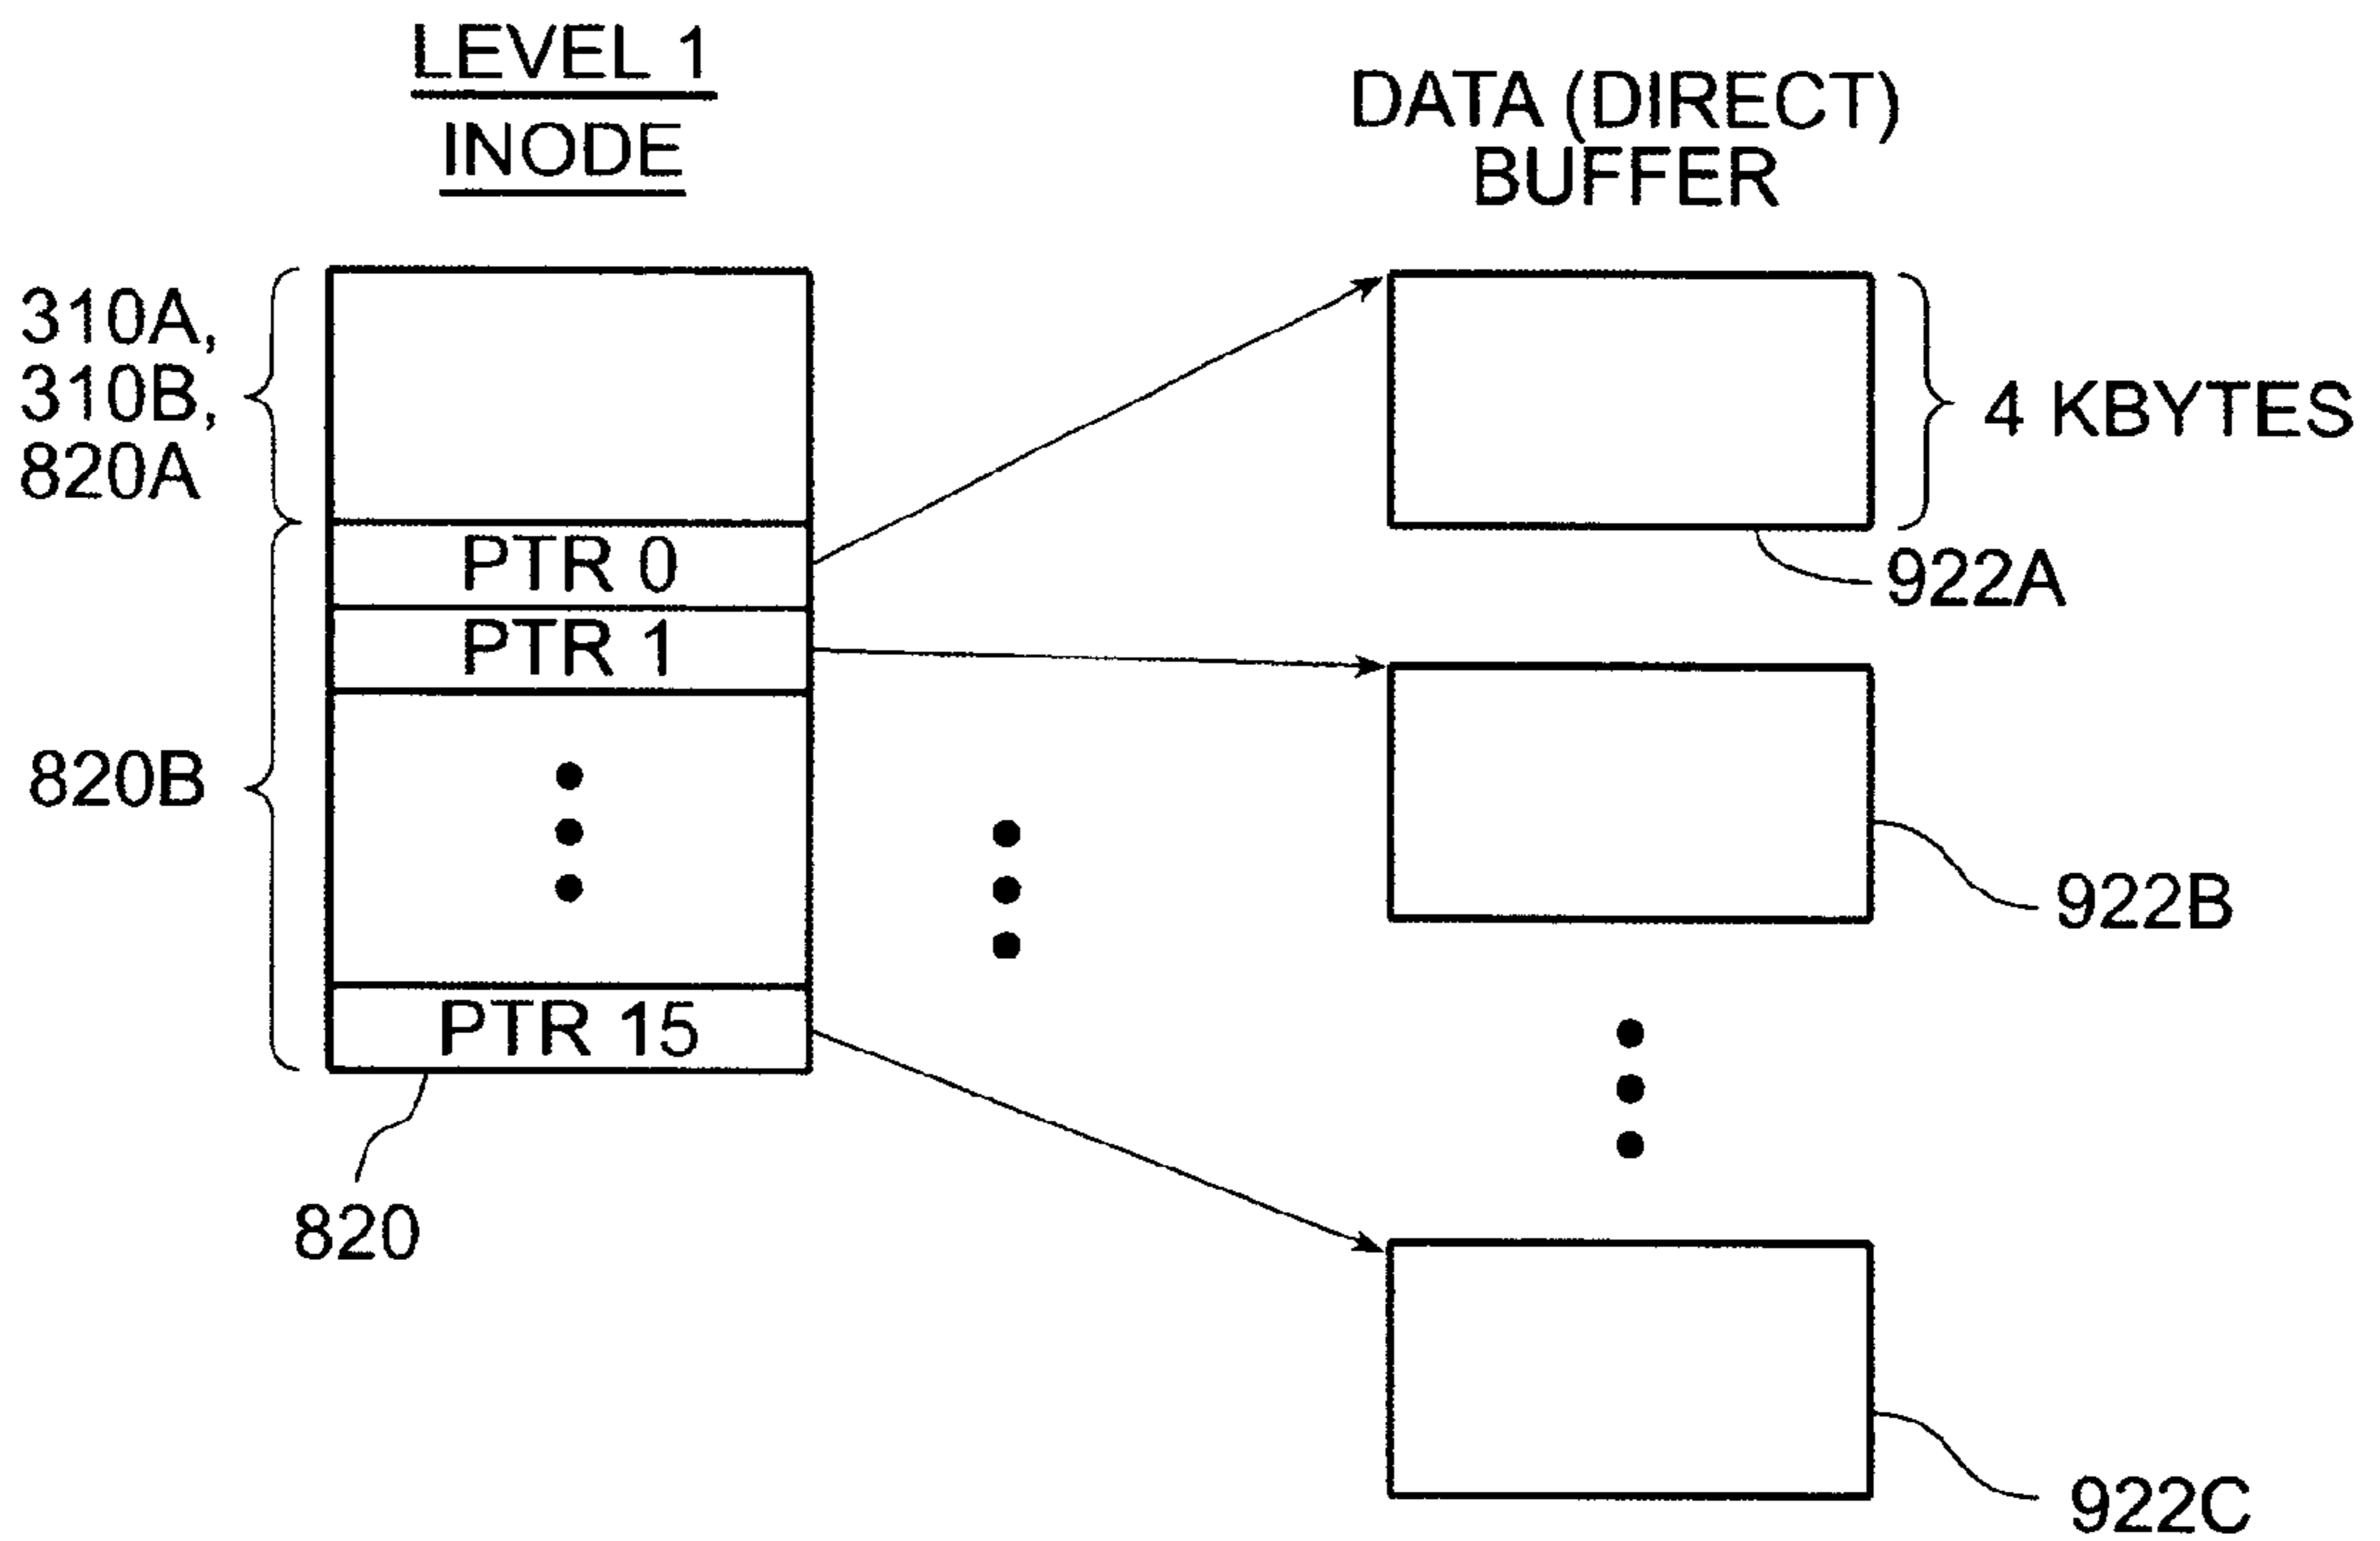 LEVEL 1
INODE
DATA (DIRECT)
BUFFER
310A,
310B,
820A
4 KBYTES
PTR 0
922A
PTR 1
820B
922B
PTR 15
820
922C